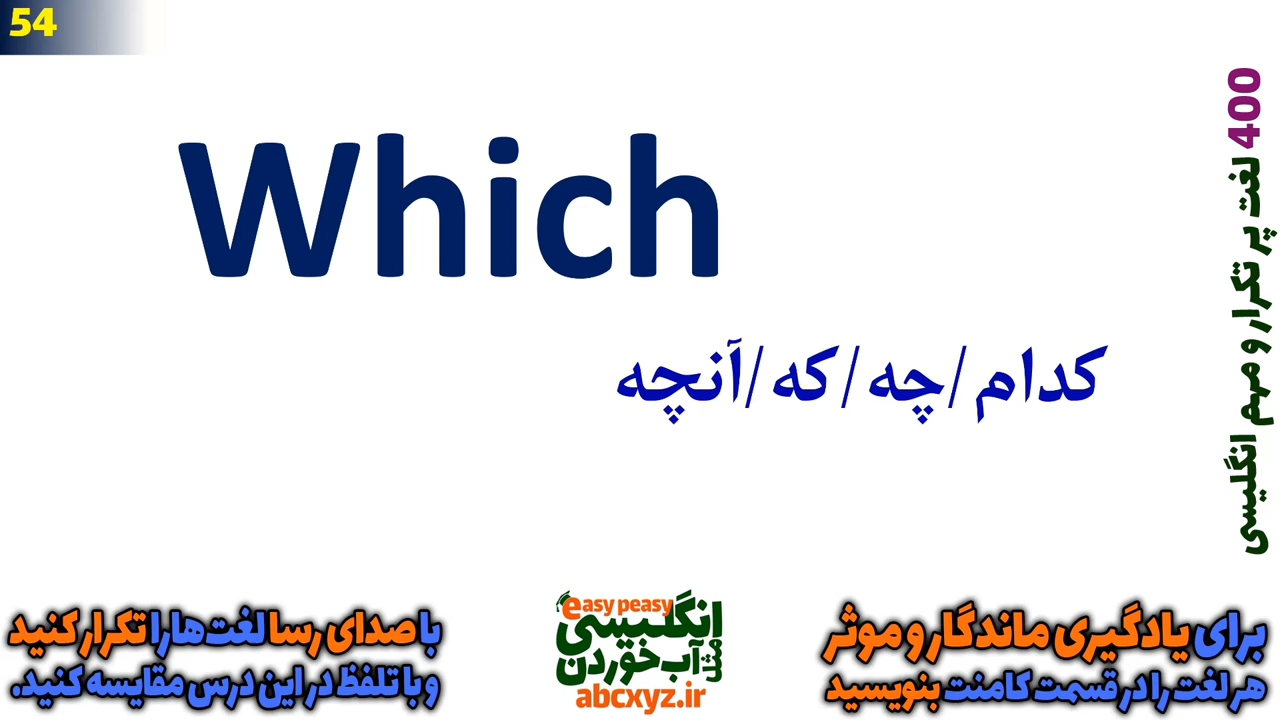 54
Which
کدام/چه/که/آنچه
400 لغت پر تکرار و مهم انگلیسی
برای یادگیری ماندگار و موثر
هر لغت را در قسمت کامنت بنویسید
easy peasy
انگلیسی
مثل آب خوردن
abcxyz.ir
با صدای رسا لغت‌ها را تکرار کنید
و با تلفظ در این درس مقایسه کنید.